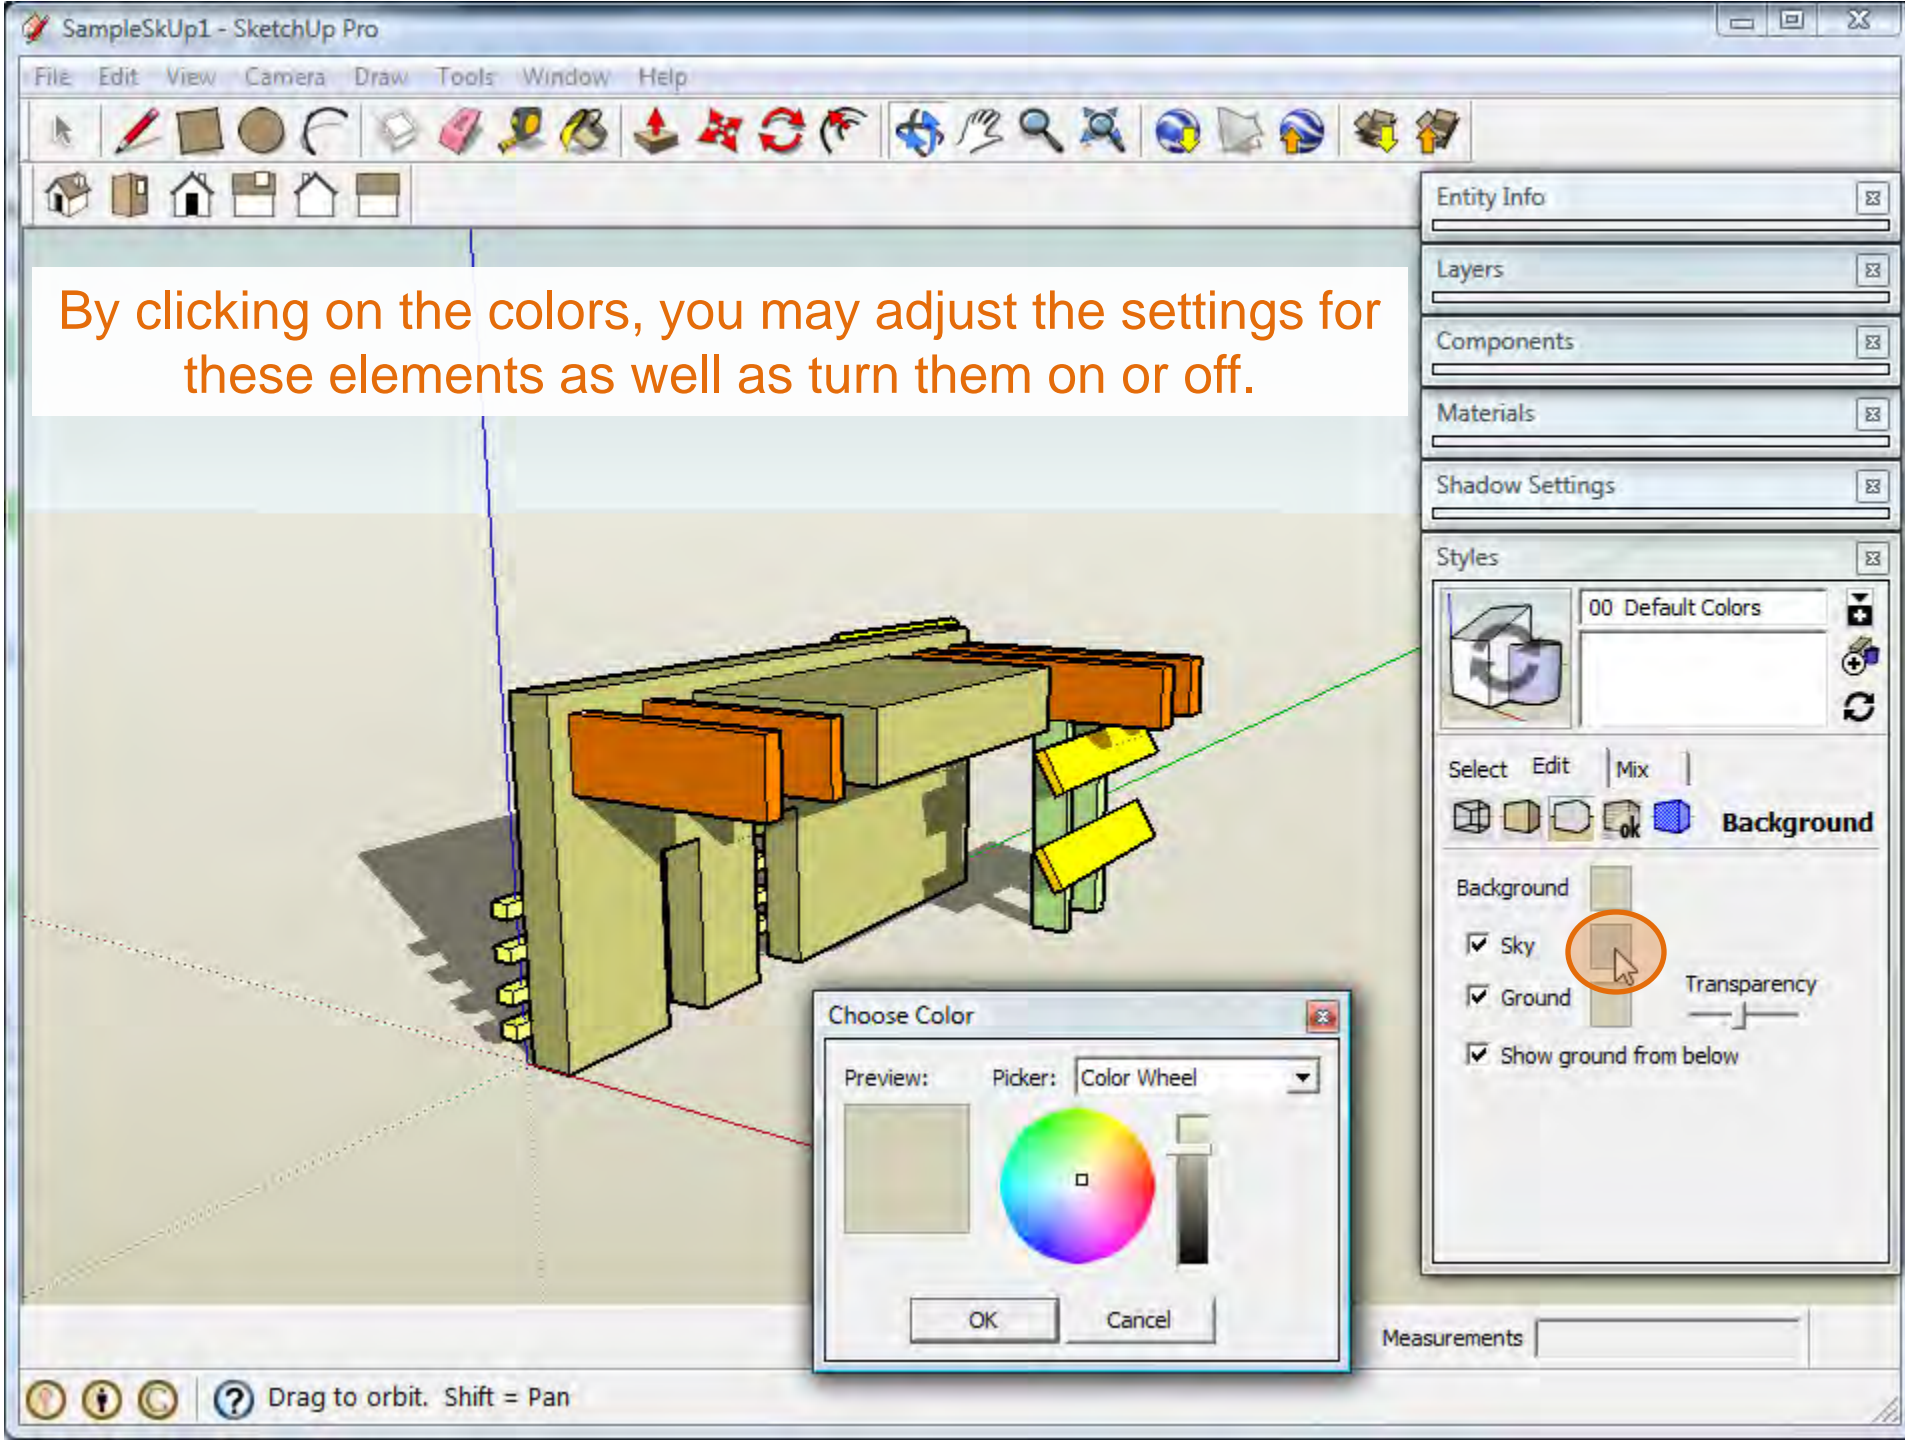 SampleSkUp1 - SketchUp Pro
File Edit View Camera Draw Tools Window Help
By clicking on the colors, you may adjust the settings for
these elements as well as turn them on or off.
Entity Info
Layers
Components
Materials
Shadow Settings
Styles
00 Default Colors
Select Edit Mix
ok
Background
Background
Sky
Ground
Transparency
Show ground from below
Choose Color
Preview:
Picker: Color Wheel
OK Cancel
Measurements
Drag to orbit. Shift = Pan